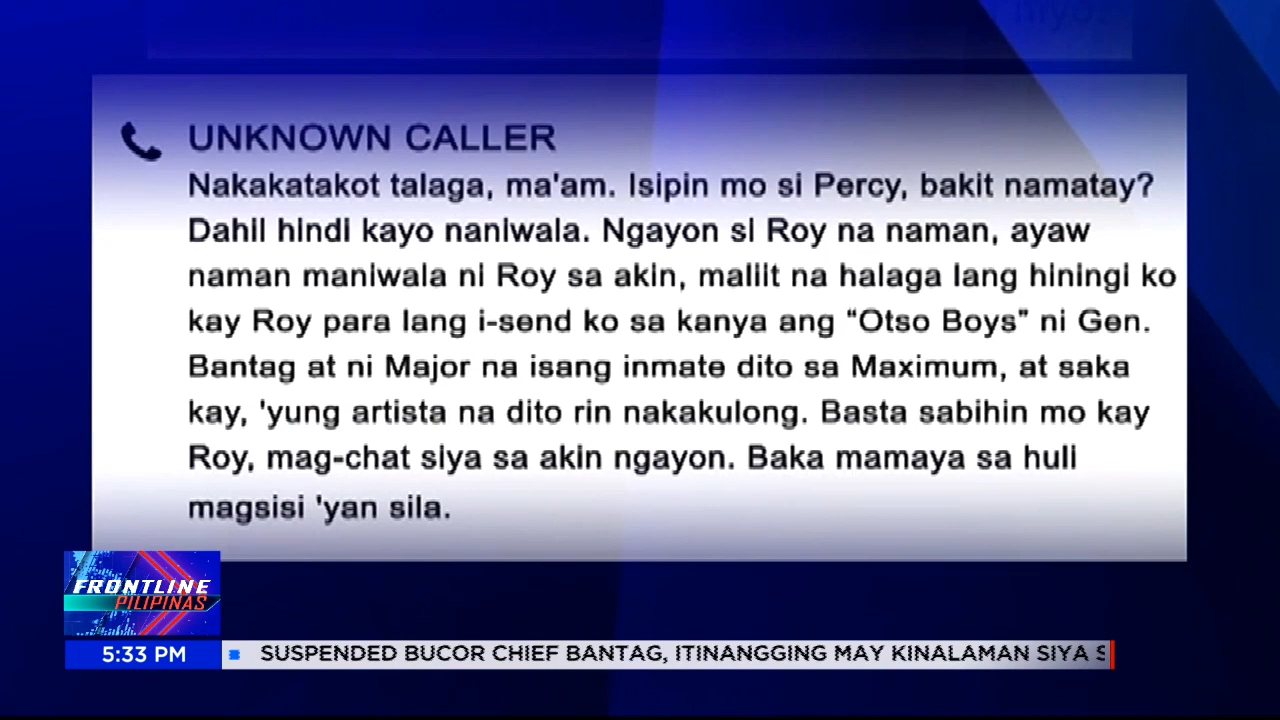 niyo.
UNKNOWN CALLER
Nakakatakot talaga, ma'am. Isipin mo si Percy, bakit namatay?
Dahil hindi kayo naniwala. Ngayon si Roy na naman, ayaw
naman maniwala ni Roy sa akin, maliit na halaga lang hiningi ko
kay Roy para lang i-send ko sa kanya ang “Otso Boys” ni Gen.
Bantag at ni Major na isang inmate dito sa Maximum, at saka
kay, 'yung artista na dito rin nakakulong. Basta sabihin mo kay
Roy, mag-chat siya sa akin ngayon. Baka mamaya sa huli
magsisi 'yan sila.
FRONTLINE
PILIPINAS
5:33 PM
SUSPENDED BUCOR CHIEF BANTAG, ITINANGGING MAY KINALAMAN SIYA S